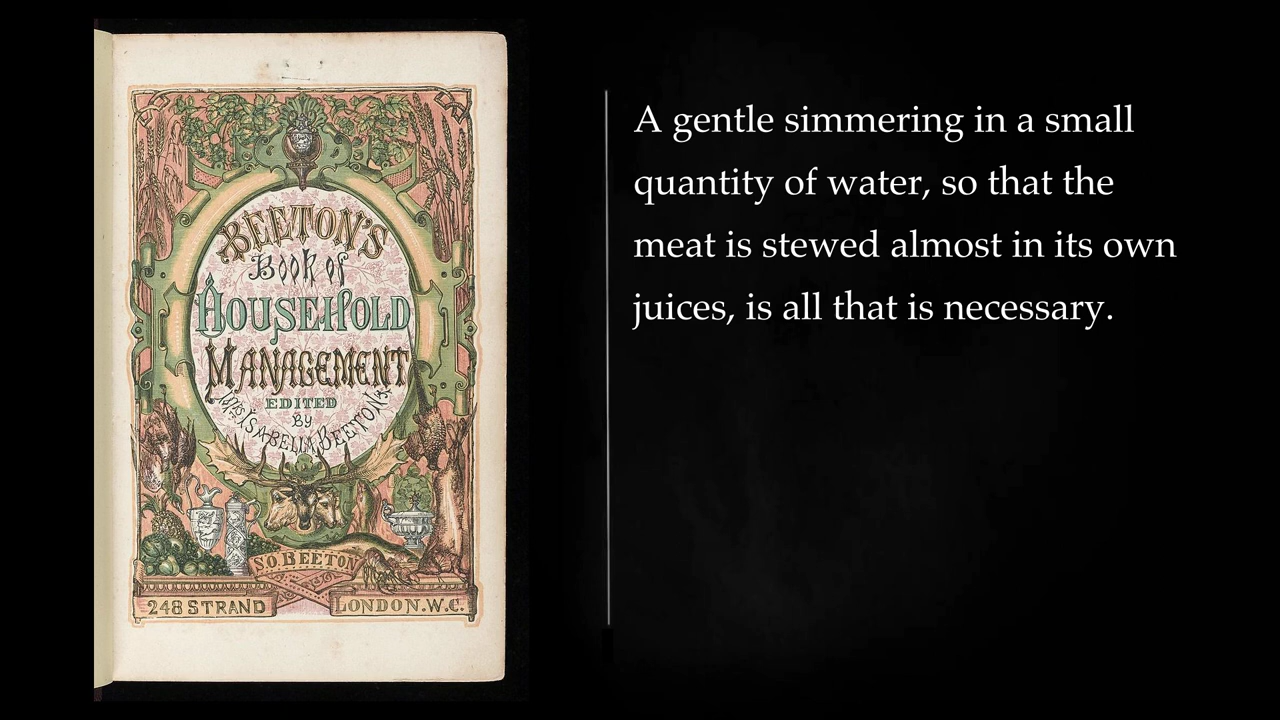 BEETON'S
Book of
HOUSEHOLD
MANAGEMENT
EDITED
By
MRS ISABELLA BEETON
S.O. BEETON
248 STRAND
LONDON. W.C.
A gentle simmering in a small
quantity of water, so that the
meat is stewed almost in its own
juices, is all that is necessary.